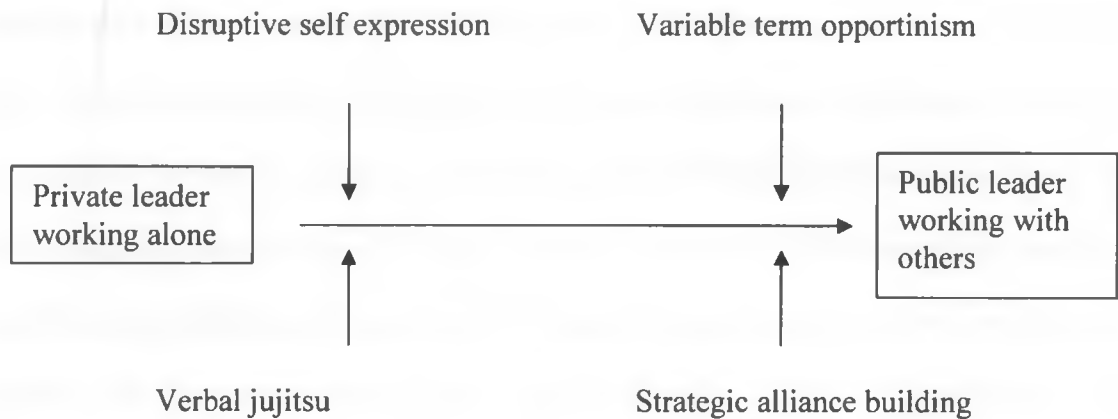 Disruptive self expression
Variable term opportinism
Private leader
working alone
Public leader
working with
others
Verbal jujitsu
Strategic alliance building